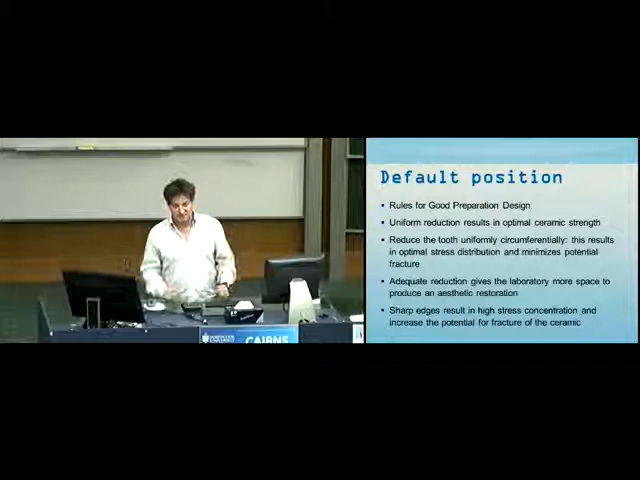 Default position
Rules for Good Preparation Design
Uniform reduction results in optimal ceramic strength
Reduce the tooth uniformly circumferentially: this results
in optimal stress distribution and minimizes potential
fracture
Adequate reduction gives the laboratory more space to
produce an aesthetic restoration
Sharp edges result in high stress concentration and
increase the potential for fracture of the ceramic
CAIRNS